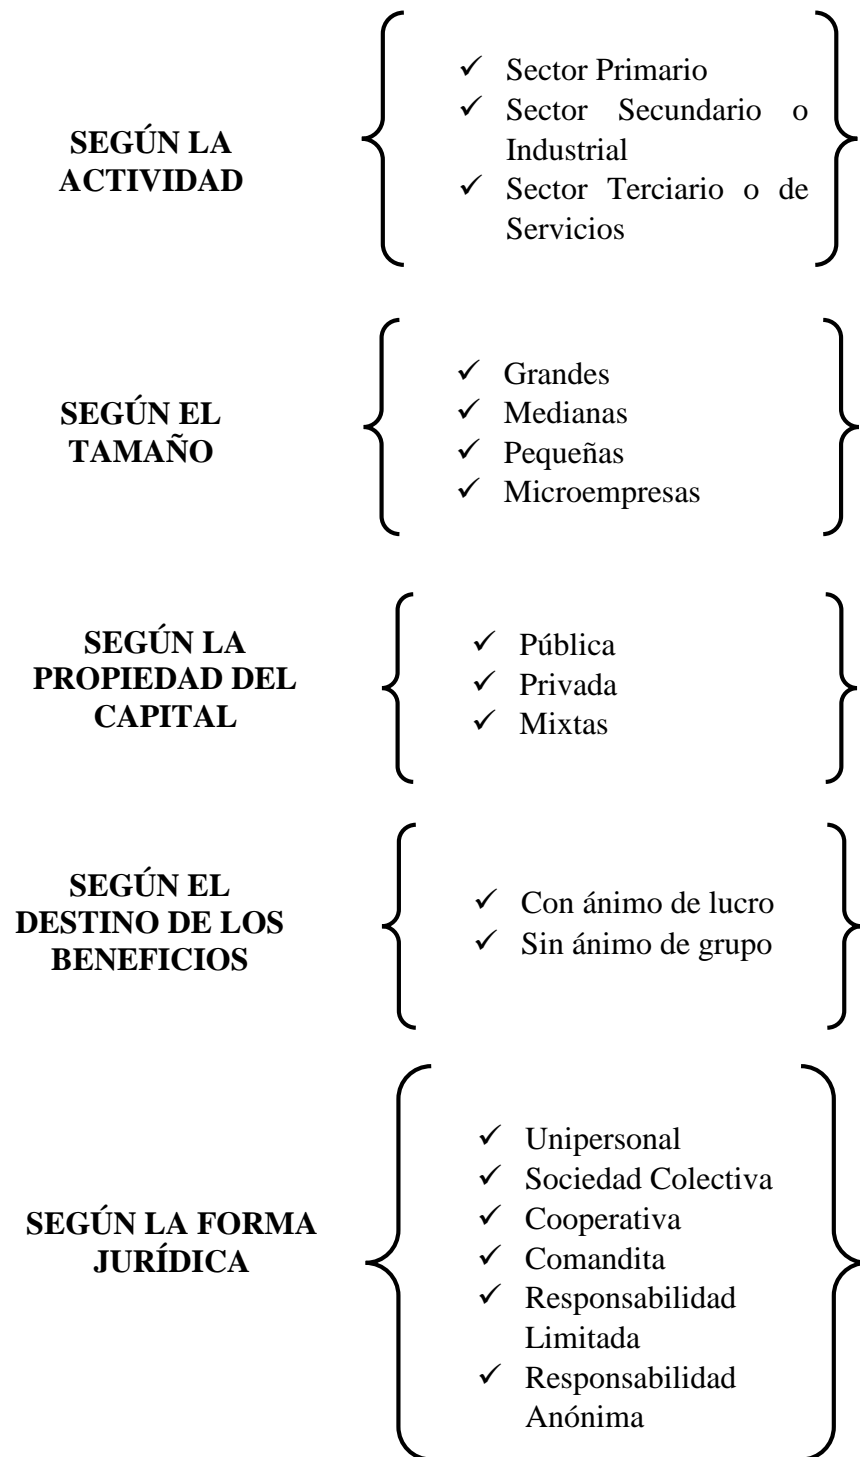 SEGÚN LA
ACTIVIDAD
✓ Sector Primario
✓ Sector Secundario o
Industrial
✓ Sector Terciario o de
Servicios
SEGÚN EL
TAMAÑO
✓ Grandes
✓ Medianas
✓ Pequeñas
✓ Microempresas
SEGÚN LA
PROPIEDAD DEL
CAPITAL
✓ Pública
✓ Privada
✓ Mixtas
SEGÚN EL
DESTINO DE LOS
BENEFICIOS
✓ Con ánimo de lucro
✓ Sin ánimo de grupo
SEGÚN LA FORMA
JURÍDICA
✓ Unipersonal
✓ Sociedad Colectiva
✓ Cooperativa
✓ Comandita
✓ Responsabilidad
Limitada
✓ Responsabilidad
Anónima